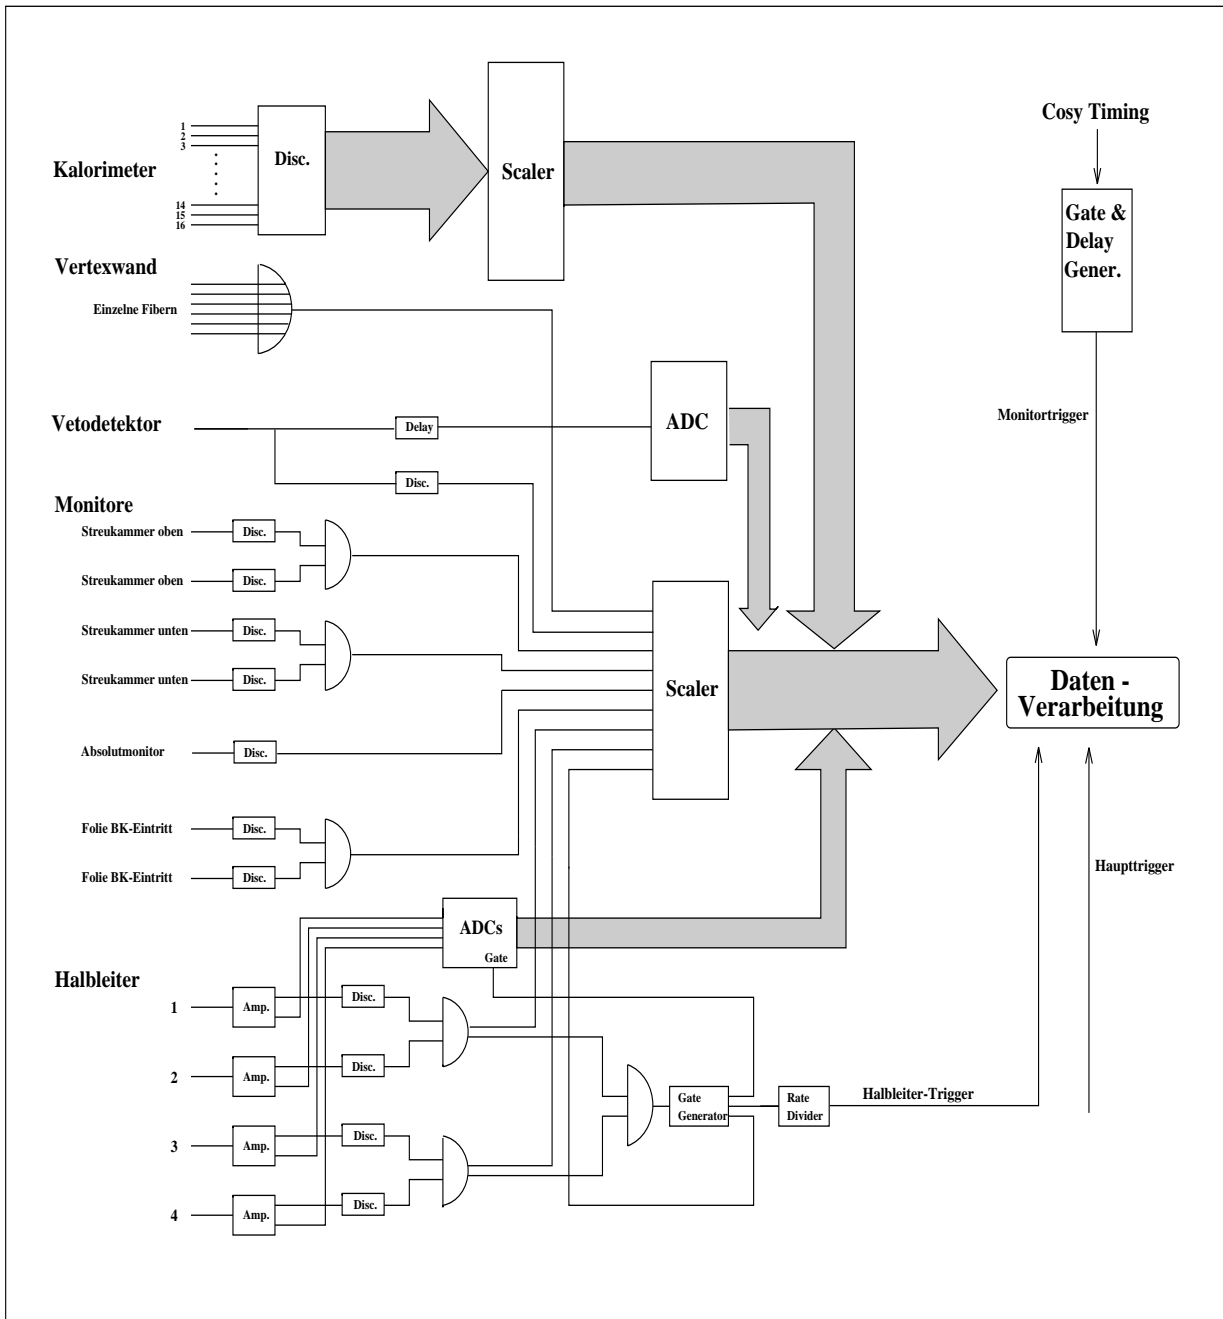 Cosy Timing
1
2
3
14
15
16
Kalorimeter
Disc.
Scaler
Gate &
Delay
Gener.
Vertexwand
Einzelne Fibern
Vetodetektor
Delay
ADC
Monitortrigger
Disc.
Monitore
Streukammer oben
Disc.
Streukammer oben
Disc.
Streukammer unten
Disc.
Streukammer unten
Disc.
Scaler
Daten -
Verarbeitung
Absolutmonitor
Disc.
Folie BK-Eintritt
Disc.
Folie BK-Eintritt
Disc.
Haupttrigger
ADCs
Gate
Halbleiter
1
Amp.
Disc.
2
Amp.
Disc.
Gate
Generator
Rate
Divider
Halbleiter-Trigger
3
Amp.
Disc.
4
Amp.
Disc.